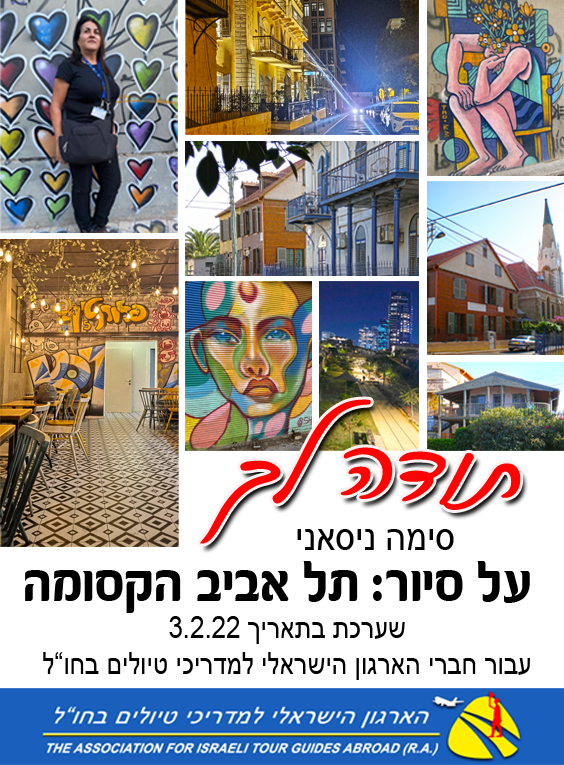 תודה לך
סימה ניסאני
על סיור: תל אביב הקסומה
שערכת בתאריך 3.2.22
עבור חברי הארגון הישראלי למדריכי טיולים בחו"ל
הארגון הישראלי למדריכי טיולים בחו"ל
THE ASSOCIATION FOR ISRAELI TOUR GUIDES ABROAD (R.A.)